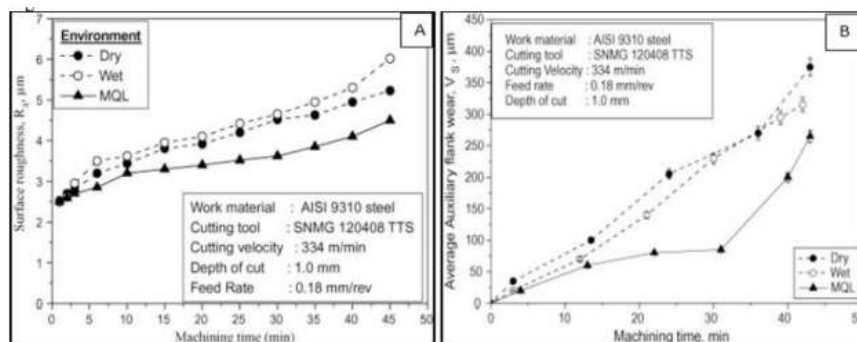 A
Surface roughness, Ra, μm
7
6
5
4
3
2
1
0
Environment
Dry
Wet
MQL
Work material : AISI 9310 steel
Cutting tool : SNMG 120408 TTS
Cutting velocity : 334 m/min
Depth of cut : 1.0 mm
Feed Rate : 0.18 mm/rev
0 5 10 15 20 25 30 35 40 45 50
Machining time (min)
B
Average Auxiliary flank wear, VS, μm
450
400
350
300
250
200
150
100
50
0
Work material : AISI 9310 steel
Cutting tool : SNMG 120408 TTS
Cutting Velocity : 334 m/min
Feed rate : 0.18 mm/rev
Depth of cut : 1.0 mm
Dry
Wet
MQL
0 10 20 30 40
Machining time, min